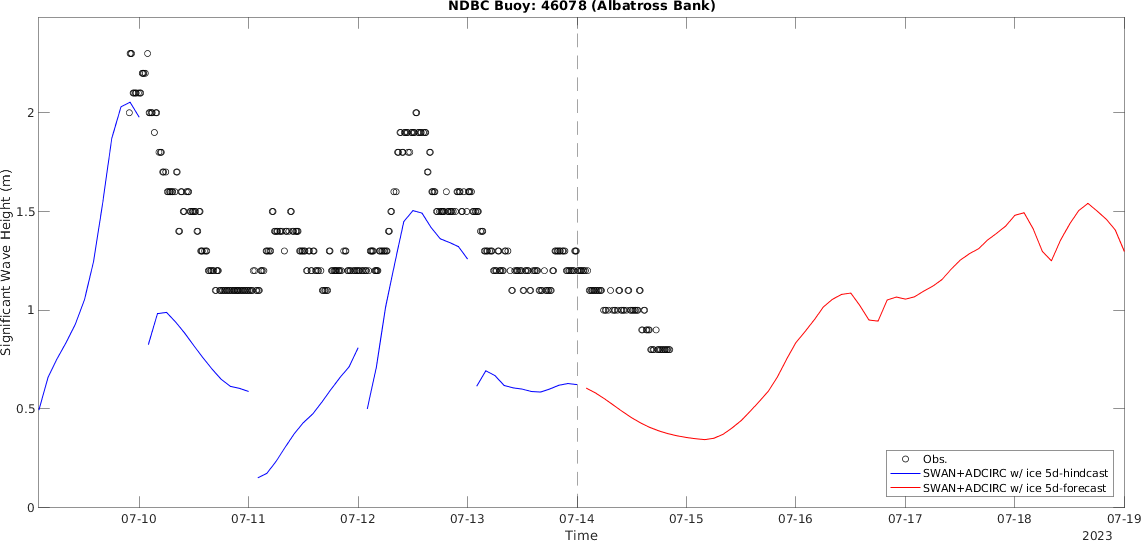 NDBC Buoy: 46078 (Albatross Bank)
Significant Wave Height (m)
2
1.5
1
0.5
0
Obs.
SWAN+ADCIRC w/ ice 5d-hindcast
SWAN+ADCIRC w/ ice 5d-forecast
07-10 07-11 07-12 07-13 07-14 07-15 07-16 07-17 07-18 07-19
Time
2023